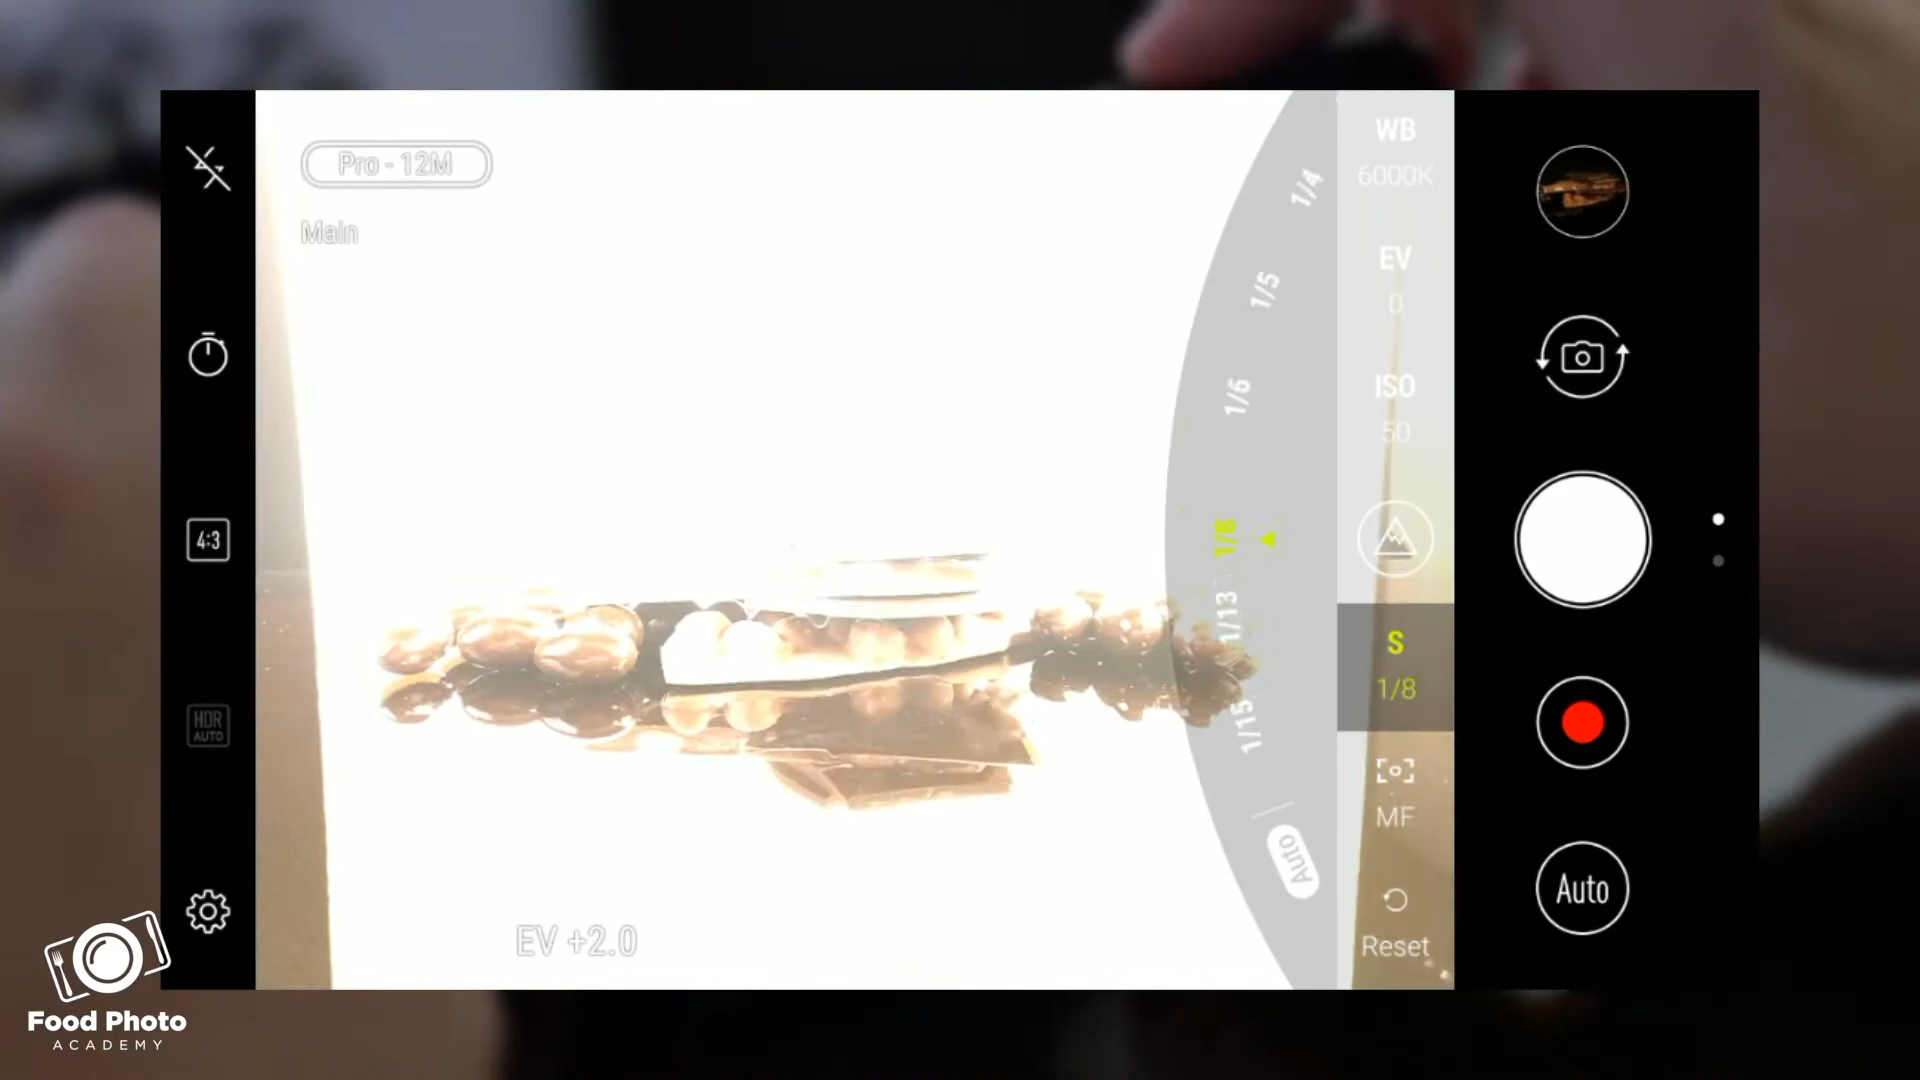 Pro - 12M
Main
4:3
HDR
AUTO
EV +2.0
1/4
1/5
1/6
1/8
1/13
1/15
Auto
WB
6000K
EV
0
ISO
50
S
1/8
MF
Reset
Auto
Food Photo
ACADEMY